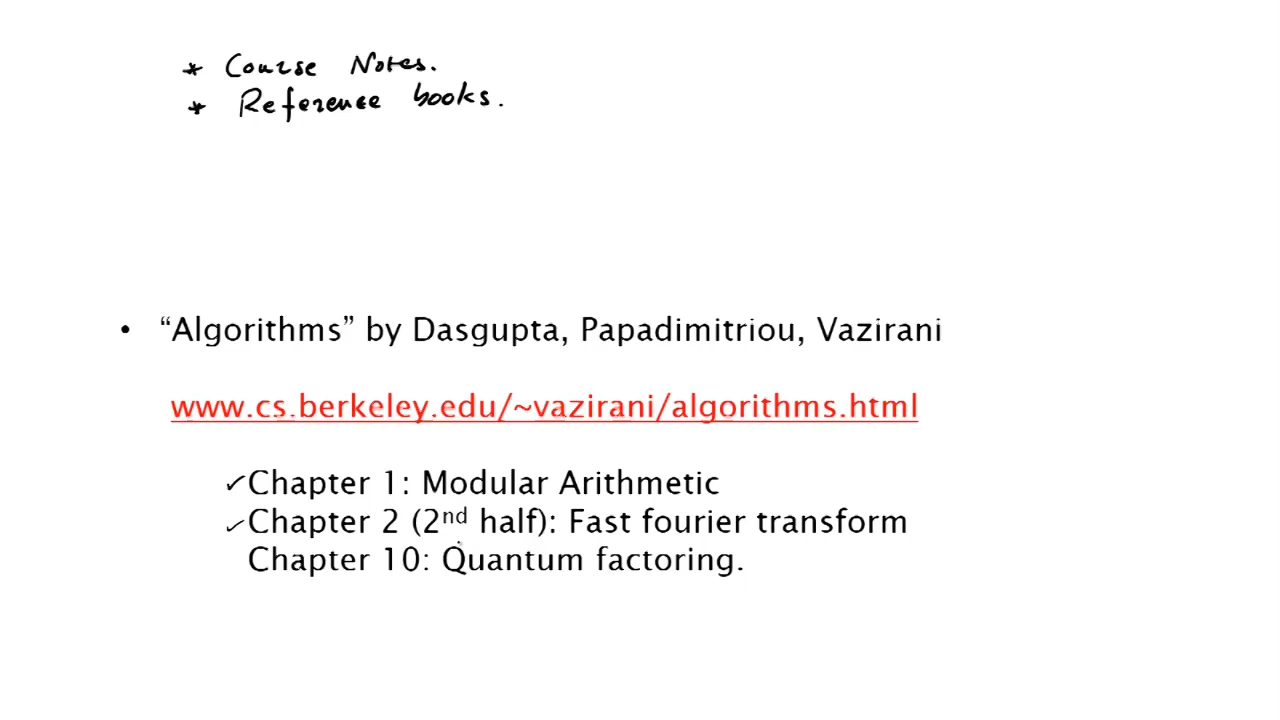 * Course Notes.
* Reference books.
• “Algorithms” by Dasgupta, Papadimitriou, Vazirani
www.cs.berkeley.edu/~vazirani/algorithms.html
✓Chapter 1: Modular Arithmetic
✓Chapter 2 (2nd half): Fast fourier transform
Chapter 10: Quantum factoring.